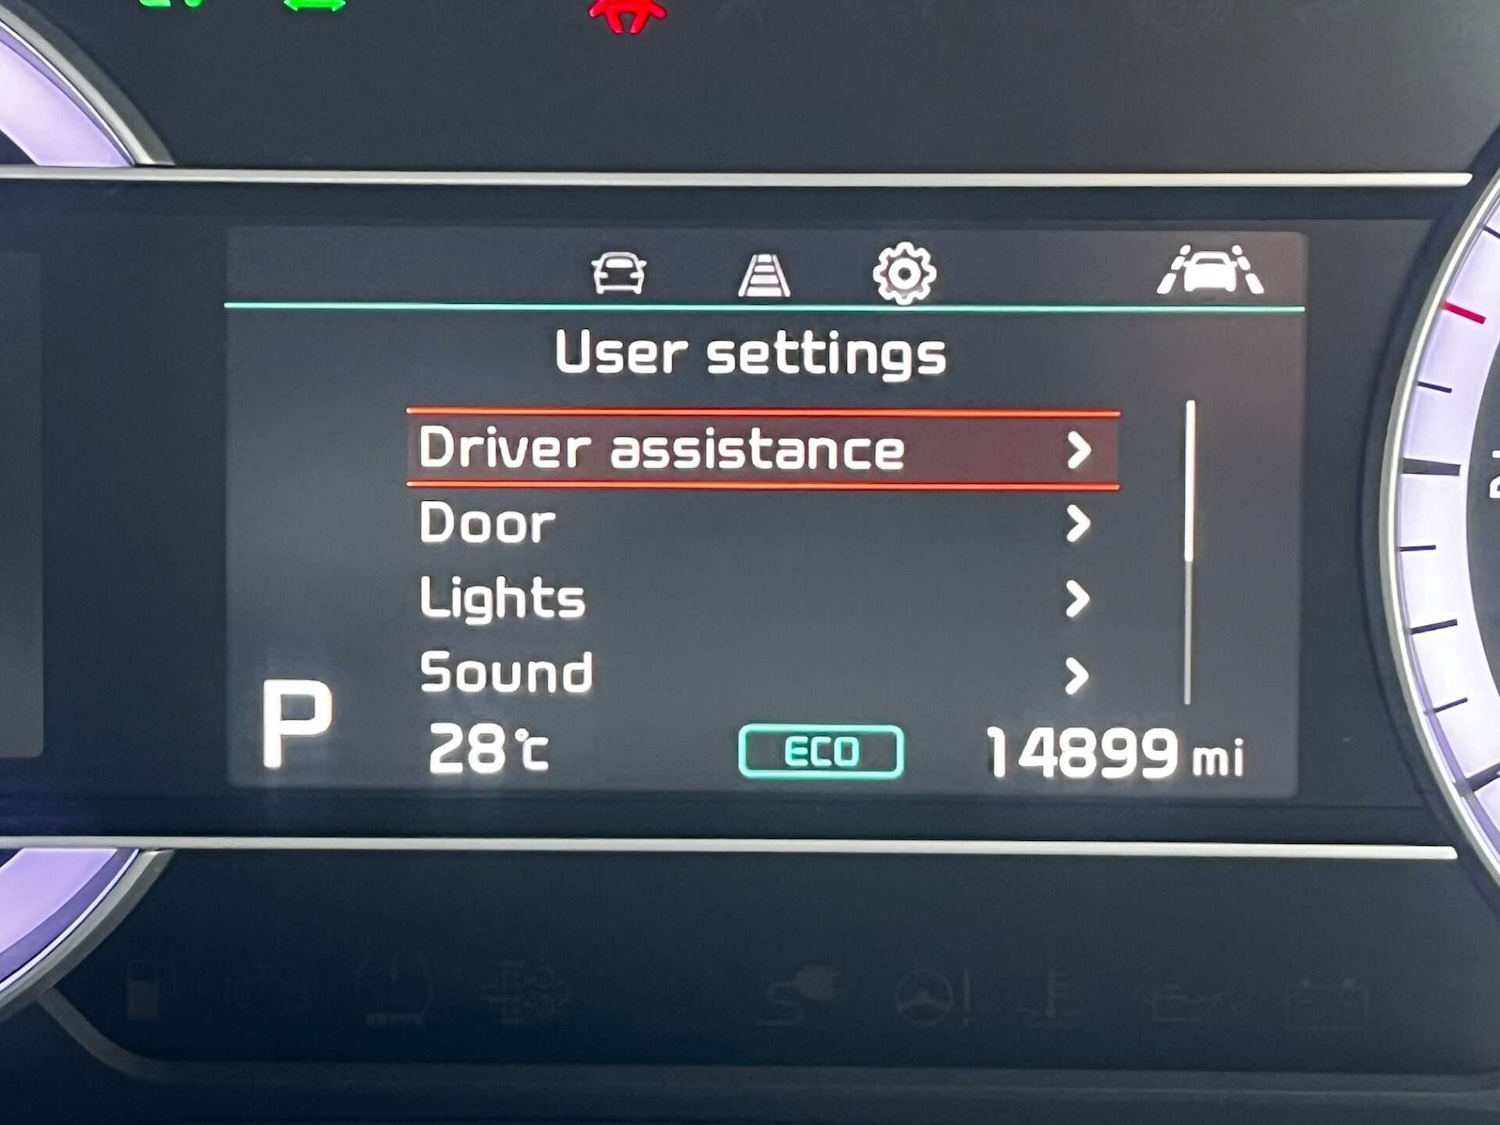 User settings
Driver assistance
Door
Lights
Sound
P
28°C
ECO
14899 mi